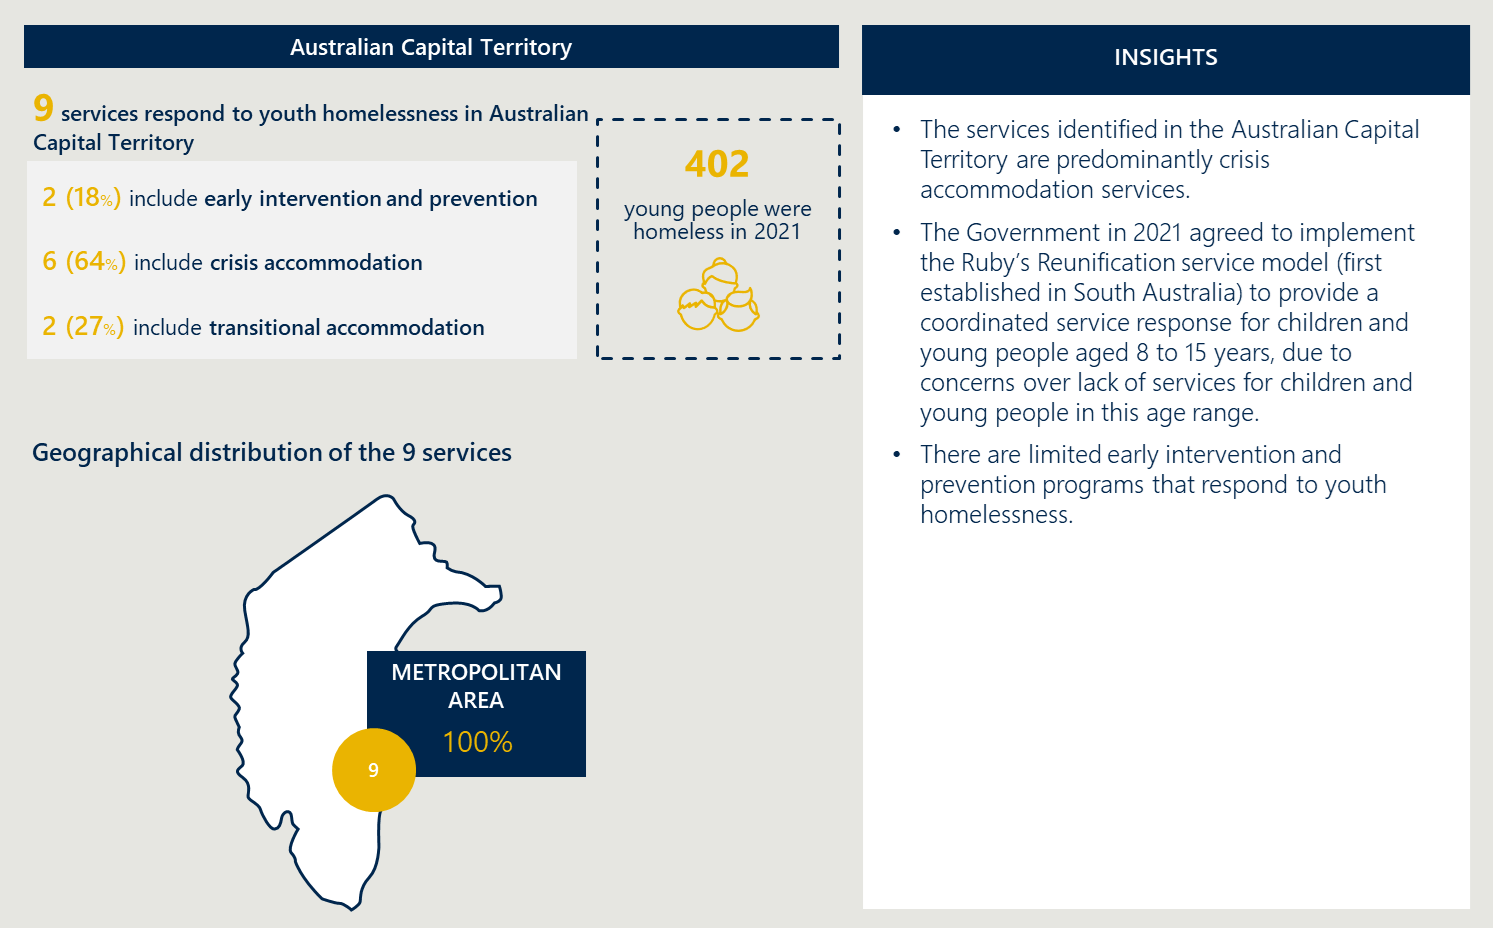 Australian Capital Territory
9 services respond to youth homelessness in Australian
Capital Territory
2 (18%) include early intervention and prevention
6 (64%) include crisis accommodation
2 (27%) include transitional accommodation
402
young people were
homeless in 2021
Geographical distribution of the 9 services
METROPOLITAN
AREA
100%
9
INSIGHTS
• The services identified in the Australian Capital
Territory are predominantly crisis
accommodation services.
• The Government in 2021 agreed to implement
the Ruby’s Reunification service model (first
established in South Australia) to provide a
coordinated service response for children and
young people aged 8 to 15 years, due to
concerns over lack of services for children and
young people in this age range.
• There are limited early intervention and
prevention programs that respond to youth
homelessness.